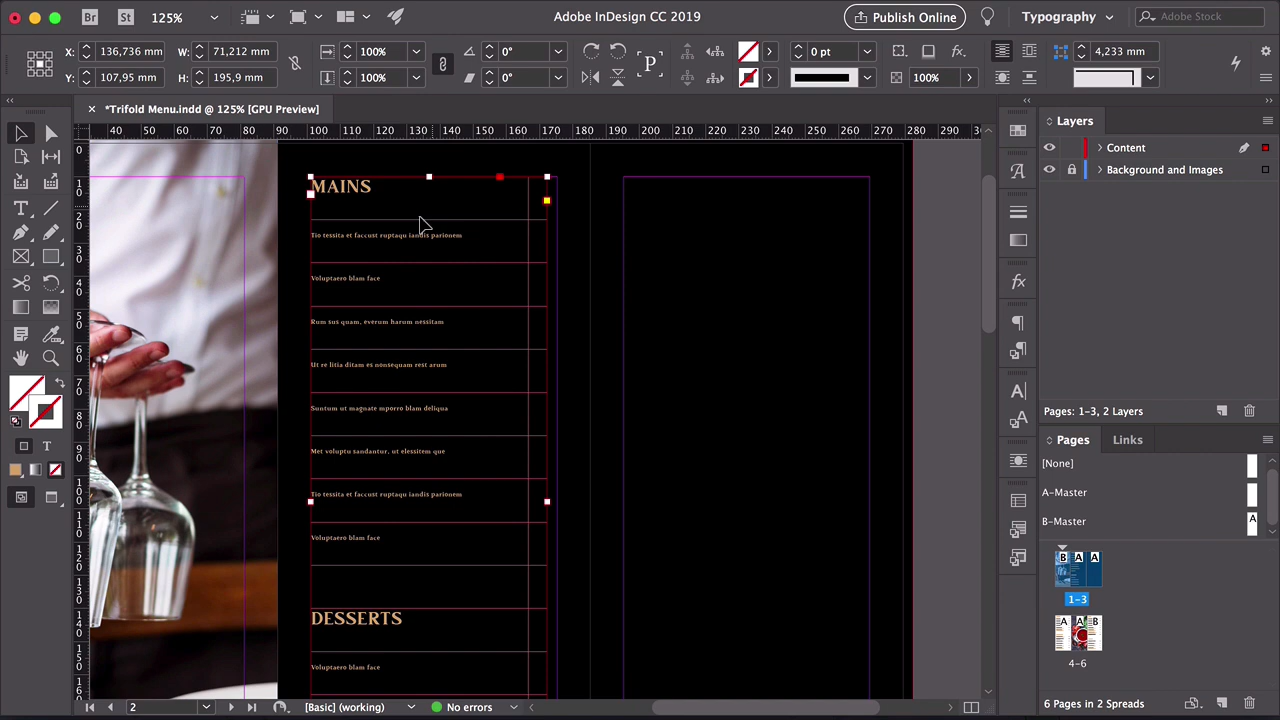 Br St 125% Adobe InDesign CC 2019 Publish Online Typography Adobe Stock
X: 136,736 mm W: 71,212 mm 100% 0° P 0 pt fx. 4,233 mm
Y: 107,95 mm H: 195,9 mm 100% 0° 100%
*Trifold Menu.indd @ 125% [GPU Preview]
40 50 60 70 80 90 100 110 120 130 140 150 160 170 180 190 200 210 220 230 240 250 260 270 280 290
Layers
Content
Background and Images
Pages: 1-3, 2 Layers
Pages Links
[None]
A-Master
B-Master
A
B A A
1-3
A A B
4-6
6 Pages in 2 Spread
MAINS
Tio tessita et faccust ruptaqu iandis parionem
Voluptaero blam face
Rum sus quam, everum harum nessitam
Ut re litia ditam es nonsequam rest arum
Suntum ut magnate mporro blam deliqua
Met voluptu sandantur, ut elessitem que
Tio tessita et faccust ruptaqu iandis parionem
Voluptaero blam face
DESSERTS
Voluptaero blam face
2 [Basic] (working) No errors